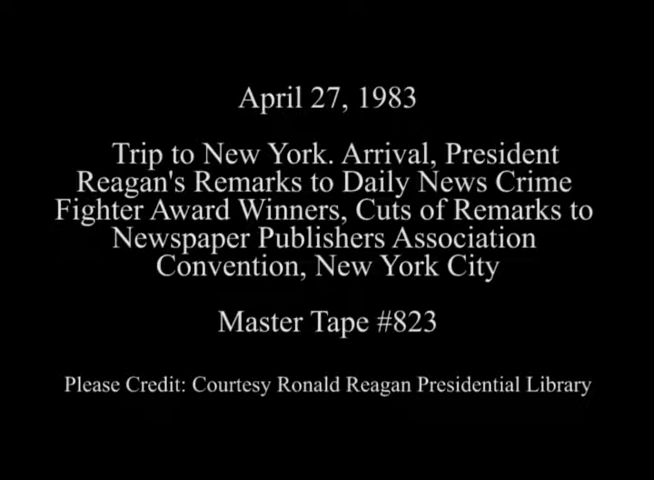 April 27, 1983
Trip to New York. Arrival, President
Reagan's Remarks to Daily News Crime
Fighter Award Winners, Cuts of Remarks to
Newspaper Publishers Association
Convention, New York City
Master Tape #823
Please Credit: Courtesy Ronald Reagan Presidential Library